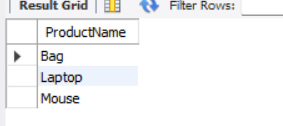 Result Grid Filter Rows:
ProductName
Bag
Laptop
Mouse